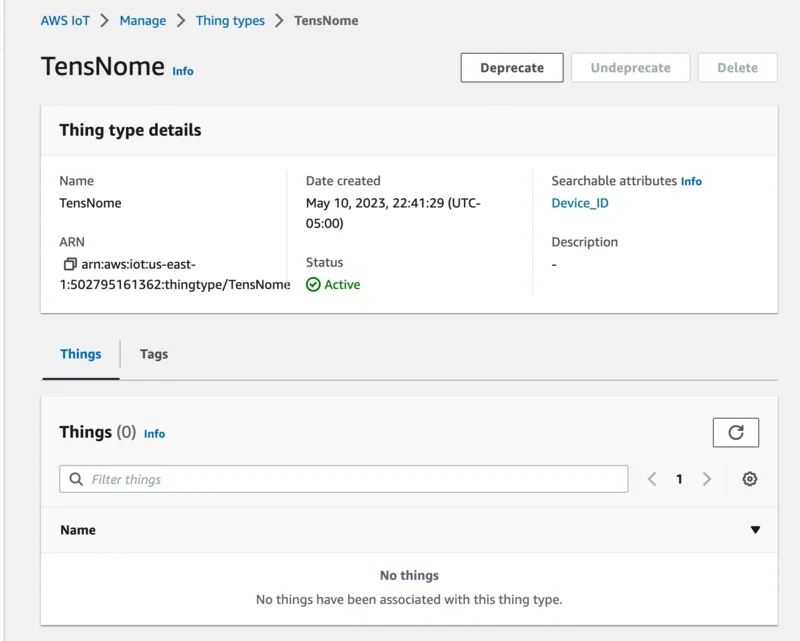 AWS IoT > Manage > Thing types > TensNome
TensNome Info
Deprecate
Undeprecate
Delete
Thing type details
Name
TensNome
ARN
arn:aws:iot:us-east-
1:502795161362:thingtype/TensNome
Date created
May 10, 2023, 22:41:29 (UTC-
05:00)
Status
Active
Searchable attributes Info
Device_ID
Description
-
Things
Tags
Things (0) Info
Filter things
1
Name
No things
No things have been associated with this thing type.